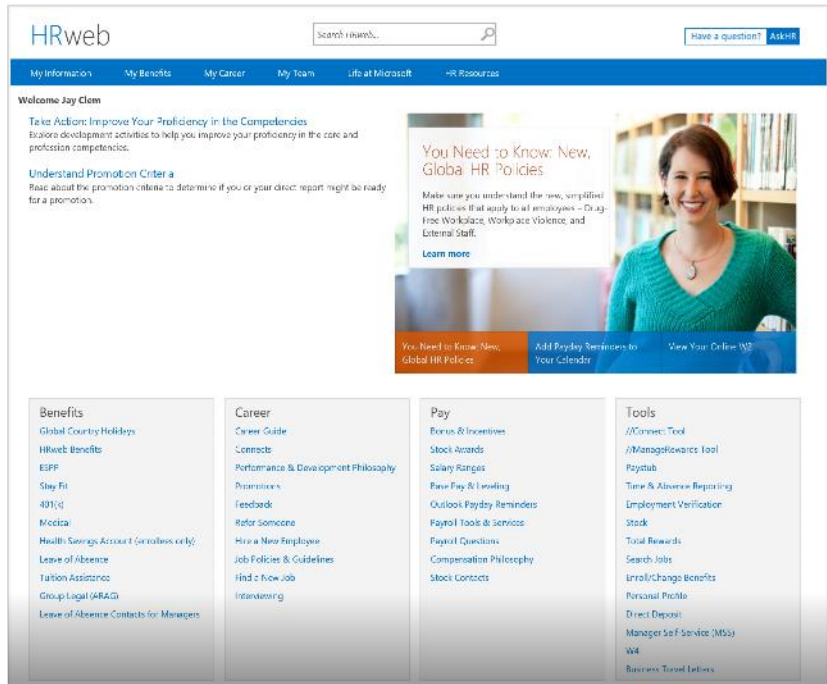 HRweb
Search HRweb...
Have a question? AskHR
My Information My Benefits My Career My Team Life at Microsoft HR Resources
Welcome Jay Clem
Take Action: Improve Your Proficiency in the Competencies
Explore development activities to help you improve your proficiency in the core and
profession competencies.
Understand Promotion Criteria
Read about the promotion criteria to determine if you or your direct report might be ready
for a promotion.
You Need to Know: New,
Global HR Policies
Make sure you understand the new, simplified
HR policies that apply to all employees – Drug-
Free Workplace, Workplace Violence, and
External Staff.
Learn more
You Need to Know: New,
Global HR Policies
Add Payday Reminders to
Your Calendar
View Your Online W2
Benefits
Global Country Holidays
HRweb Benefits
ESPP
Stay Fit
401(k)
Medical
Health Savings Account (enrollees only)
Leave of Absence
Tuition Assistance
Group Legal (ARAG)
Leave of Absence Contacts for Managers
Career
Career Guide
Connects
Performance & Development Philosophy
Promotions
Feedback
Refer Someone
Hire a New Employee
Job Policies & Guidelines
Find a New Job
Interviewing
Pay
Bonus & Incentives
Stock Awards
Salary Ranges
Base Pay & Leveling
Outlook Payday Reminders
Payroll Tools & Services
Payroll Questions
Compensation Philosophy
Stock Contacts
Tools
//Connect Tool
//ManageRewards Tool
Paystub
Time & Absence Reporting
Employment Verification
Stock
Total Rewards
Search Jobs
Enroll/Change Benefits
Personal Profile
Direct Deposit
Manager Self-Service (MSS)
W4
Business Travel Letters